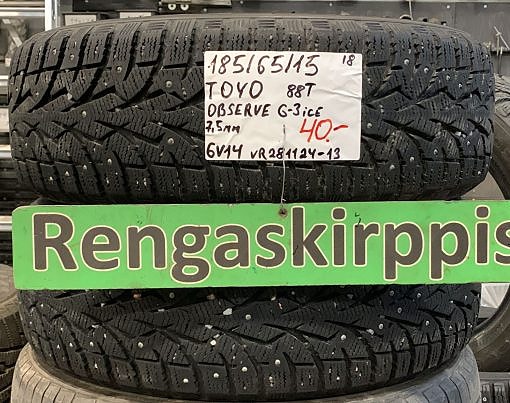 185/65/15 18
TOYO 88T
OBSERVE G-3ICE
7,5MM 40.-
6V14 VR281124-13
Rengaskirppis